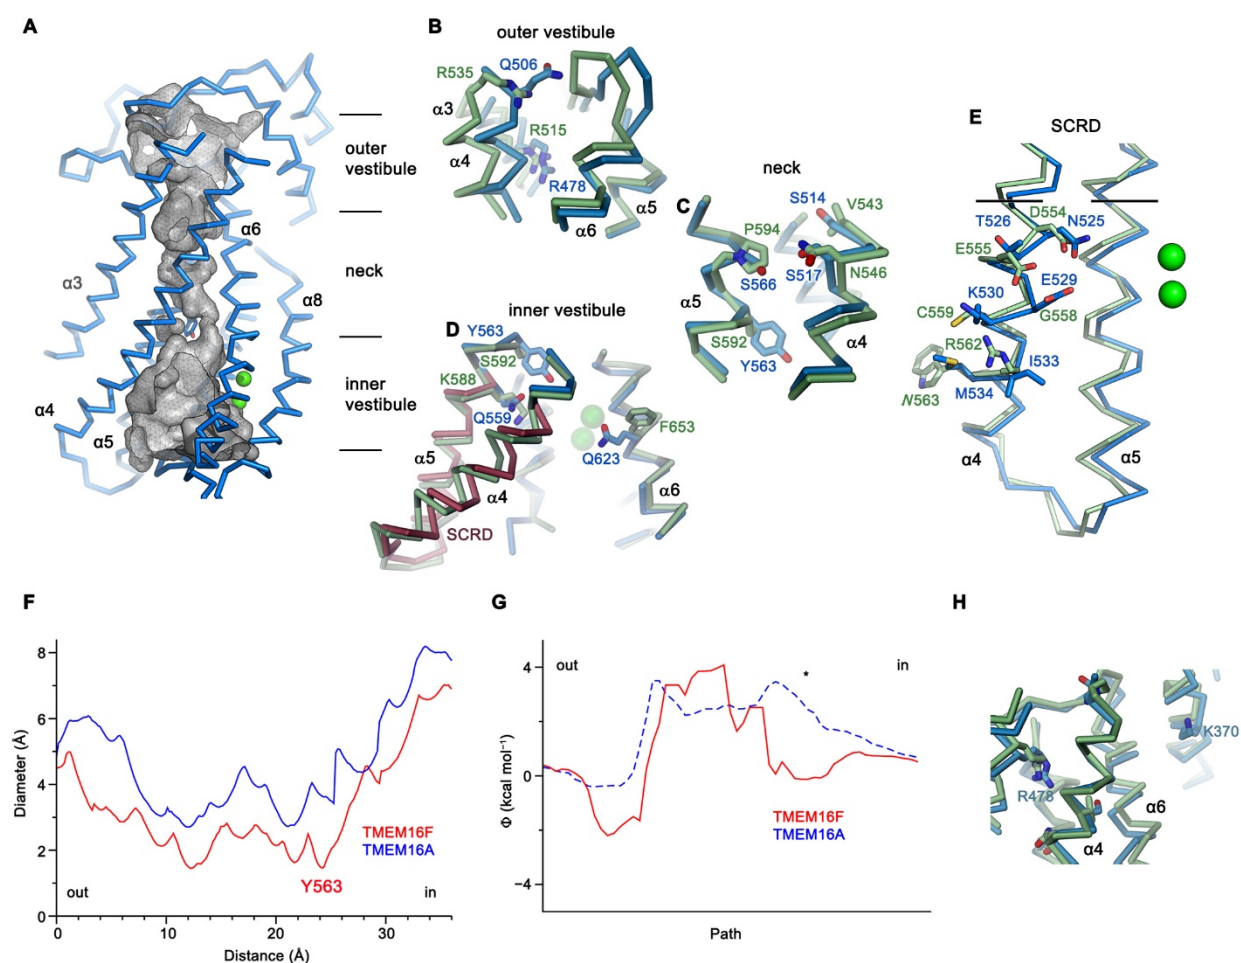 A
outer
vestibule
α6
neck
α3
α8
inner
vestibule
α4
α5
B
outer vestibule
Q506
R535
α3
R515
α4
R478
α5
α6
C
neck
S514
V543
P594
S517
N546
S566
α5
S592
α4
Y563
D
inner vestibule
Y563
S592
K588
Q559
F653
Q623
α5
α4
α6
SCRD
E
SCRD
D554
T526
N525
E555
E529
K530
C559
G558
R562
I533
M534
α4
α5
F
Diameter (Å)
8
6
4
2
0
TMEM16F
TMEM16A
Y563
out
in
0
10
20
30
Distance (Å)
G
Φ (kcal mol⁻¹)
4
0
−4
out
in
*
TMEM16F
TMEM16A
Path
H
K370
R478
α6
α4